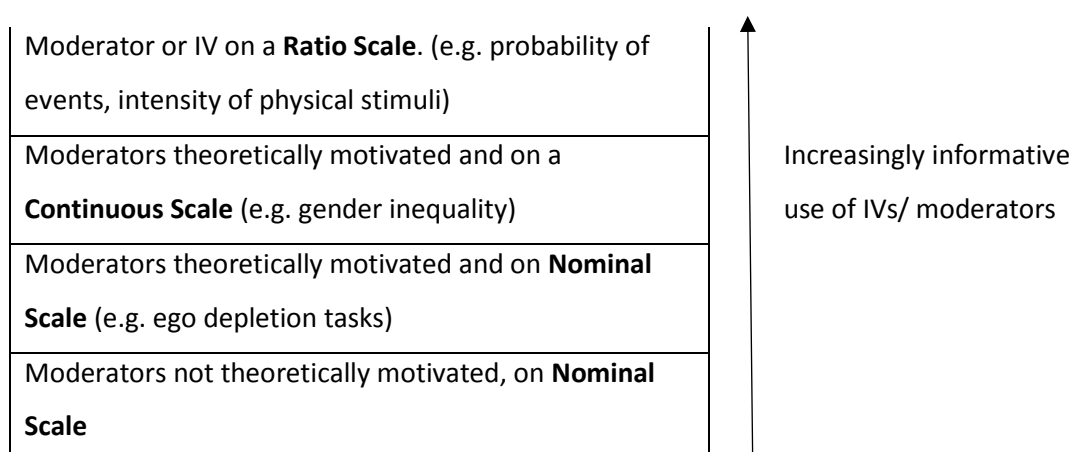 Moderator or IV on a Ratio Scale. (e.g. probability of
events, intensity of physical stimuli)
Moderators theoretically motivated and on a
Continuous Scale (e.g. gender inequality)
Moderators theoretically motivated and on Nominal
Scale (e.g. ego depletion tasks)
Moderators not theoretically motivated, on Nominal
Scale
Increasingly informative
use of IVs/ moderators